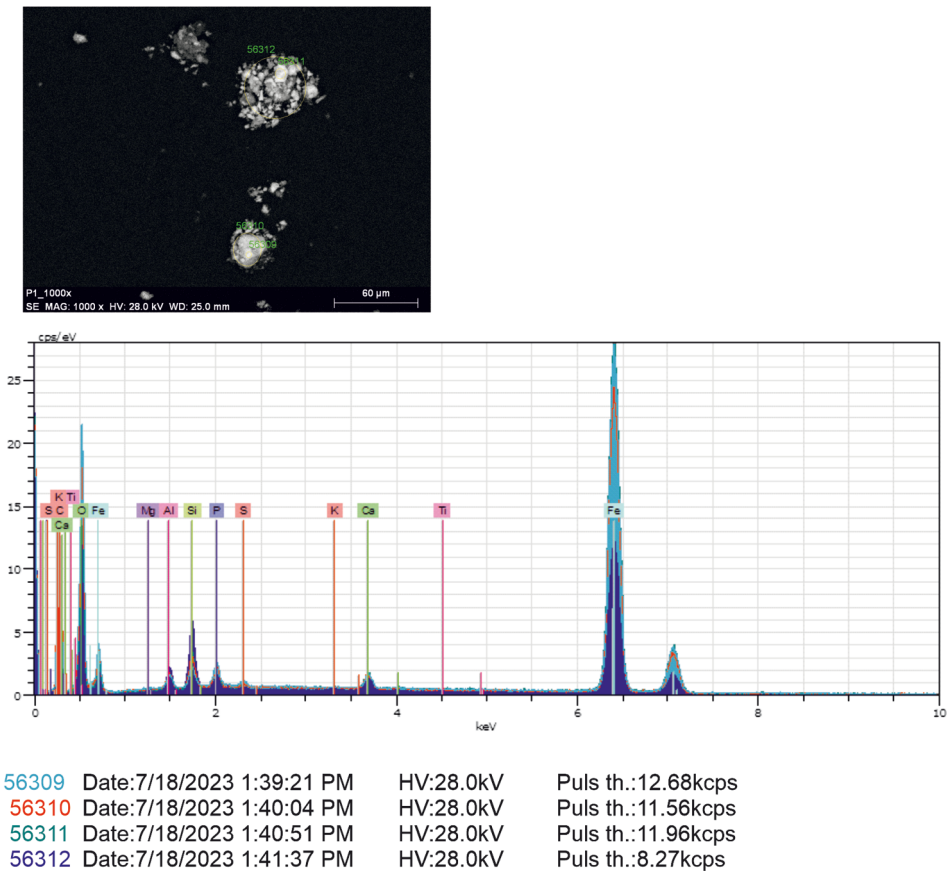 56312
56311
56310
56309
P1_1000x
60 µm
SE MAG: 1000 x HV: 28.0 kV WD: 25.0 mm
cps/eV
25
20
15
10
5
0
K Ti
S C O Fe Mg Al Si P S K Ca Ti Fe
Ca
0 2 4 6 8 10
keV
56309 Date:7/18/2023 1:39:21 PM HV:28.0kV Puls th.:12.68kcps
56310 Date:7/18/2023 1:40:04 PM HV:28.0kV Puls th.:11.56kcps
56311 Date:7/18/2023 1:40:51 PM HV:28.0kV Puls th.:11.96kcps
56312 Date:7/18/2023 1:41:37 PM HV:28.0kV Puls th.:8.27kcps